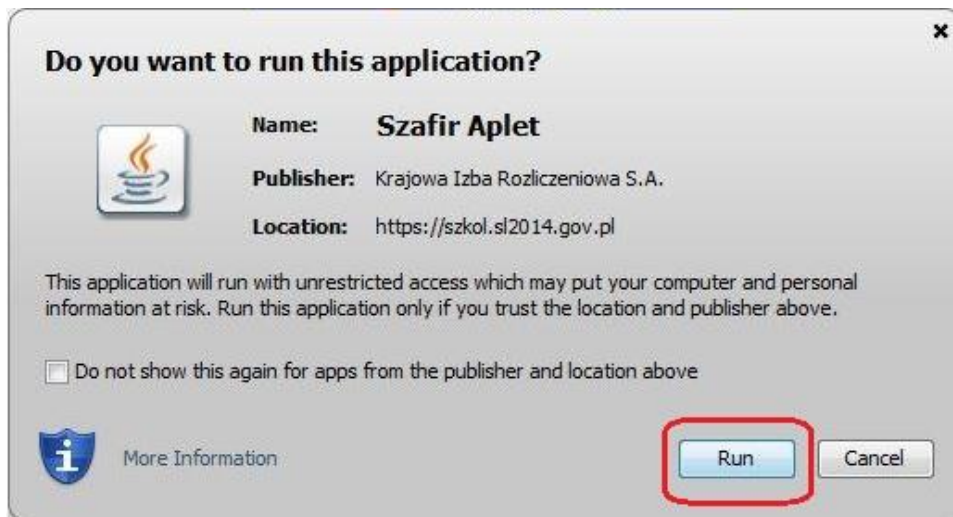 Do you want to run this application?
Name: Szafir Aplet
Publisher: Krajowa Izba Rozliczeniowa S.A.
Location: https://szkol.sl2014.gov.pl
This application will run with unrestricted access which may put your computer and personal
information at risk. Run this application only if you trust the location and publisher above.
Do not show this again for apps from the publisher and location above
More Information
Run
Cancel